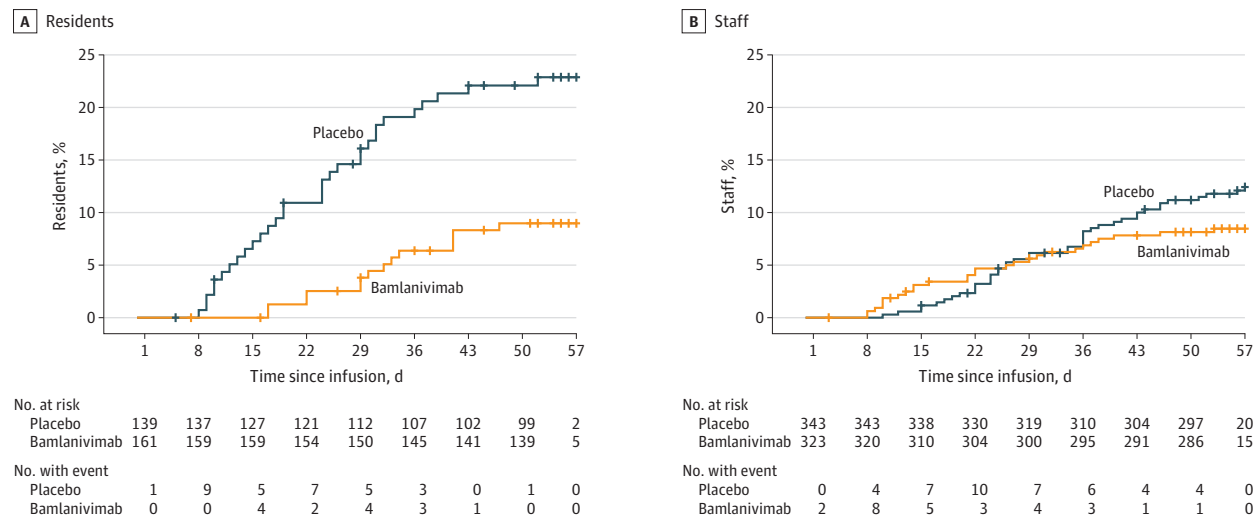 A Residents
25
20
15
10
5
0
Residents, %
Placebo
Bamlanivimab
1 8 15 22 29 36 43 50 57
Time since infusion, d
No. at risk
Placebo 139 137 127 121 112 107 102 99 2
Bamlanivimab 161 159 159 154 150 145 141 139 5
No. with event
Placebo 1 9 5 7 5 3 0 1 0
Bamlanivimab 0 0 4 2 4 3 1 0 0
B Staff
25
20
15
10
5
0
Staff, %
Placebo
Bamlanivimab
1 8 15 22 29 36 43 50 57
Time since infusion, d
No. at risk
Placebo 343 343 338 330 319 310 304 297 20
Bamlanivimab 323 320 310 304 300 295 291 286 15
No. with event
Placebo 0 4 7 10 7 6 4 4 0
Bamlanivimab 2 8 5 3 4 3 1 1 0